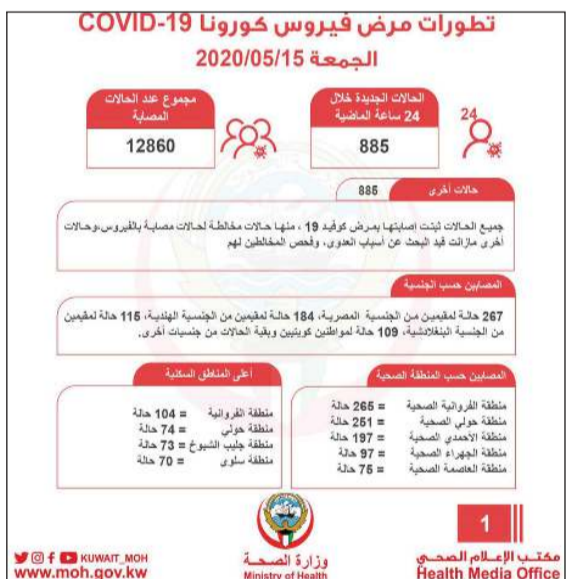 تطورات مرض فيروس كورونا COVID-19
الجمعة 2020/05/15
الحالات الجديدة خلال
24 ساعة الماضية
885
24
مجموع عدد الحالات
المصابة
12860
حالات أخرى
885
جميع الحالات ثبتت إصابتها بمرض كوفيد 19 ، منها حالات مخالطة لحالات مصابة بالفيروس،وحالات
أخرى مازالت قيد البحث عن أسباب العدوى، وفحص المخالطين لهم
المصابين حسب الجنسية
267 حالة لمقيمين من الجنسية المصرية، 184 حالة لمقيمين من الجنسية الهندية، 115 حالة لمقيمين
من الجنسية البنغلادشية، 109 حالة لمواطنين كويتيين وبقية الحالات من جنسيات أخرى.
المصابين حسب المنطقة الصحية
منطقة الفروانية الصحية = 265 حالة
منطقة حولي الصحية = 251 حالة
منطقة الاحمدي الصحية = 197 حالة
منطقة الجهراء الصحية = 97 حالة
منطقة العاصمة الصحية = 75 حالة
أعلى المناطق السكنية
منطقة الفروانية = 104 حالة
منطقة حولي = 74 حالة
منطقة جليب الشيوخ = 73 حالة
منطقة سلوى = 70 حالة
1
مكتب الإعلام الصحي
Health Media Office
وزارة الصحة
Ministry of Health
KUWAIT_MOH
www.moh.gov.kw